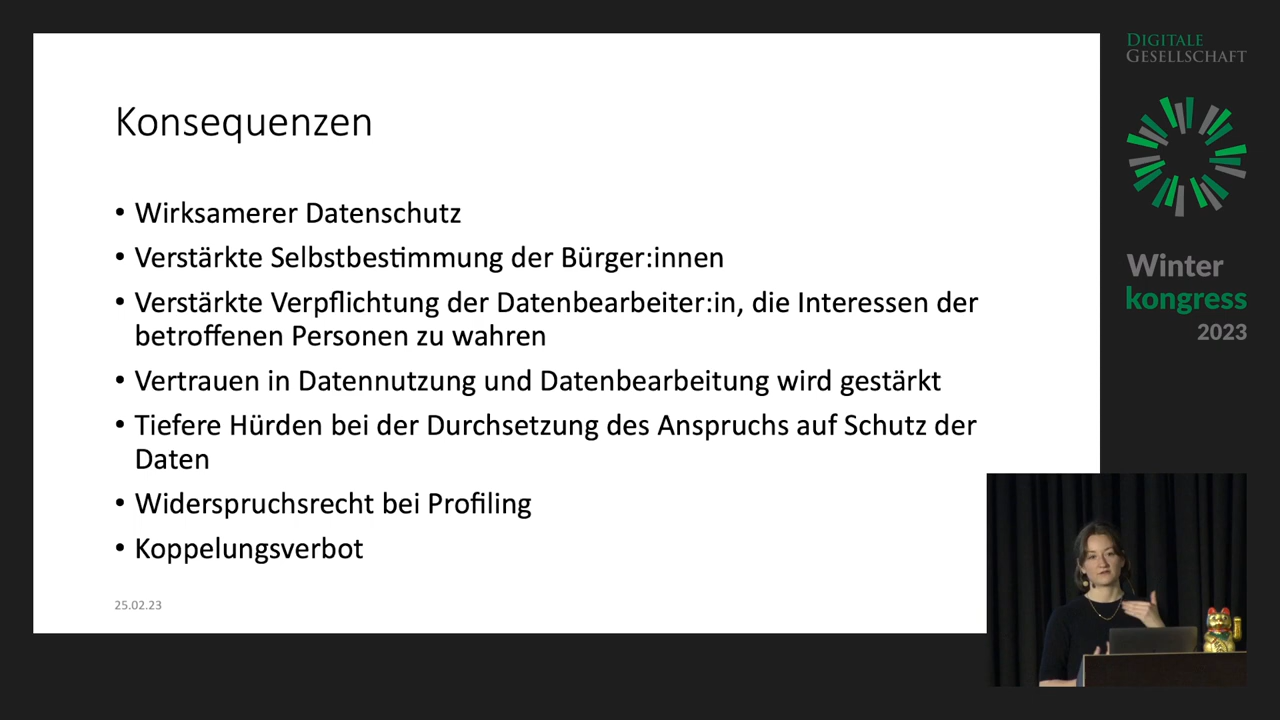 Konsequenzen
• Wirksamerer Datenschutz
• Verstärkte Selbstbestimmung der Bürger:innen
• Verstärkte Verpflichtung der Datenbearbeiter:in, die Interessen der
betroffenen Personen zu wahren
• Vertrauen in Datennutzung und Datenbearbeitung wird gestärkt
• Tiefere Hürden bei der Durchsetzung des Anspruchs auf Schutz der
Daten
• Widerspruchsrecht bei Profiling
• Koppelungsverbot
25.02.23
DIGITALE
GESELLSCHAFT
Winter
kongress
2023